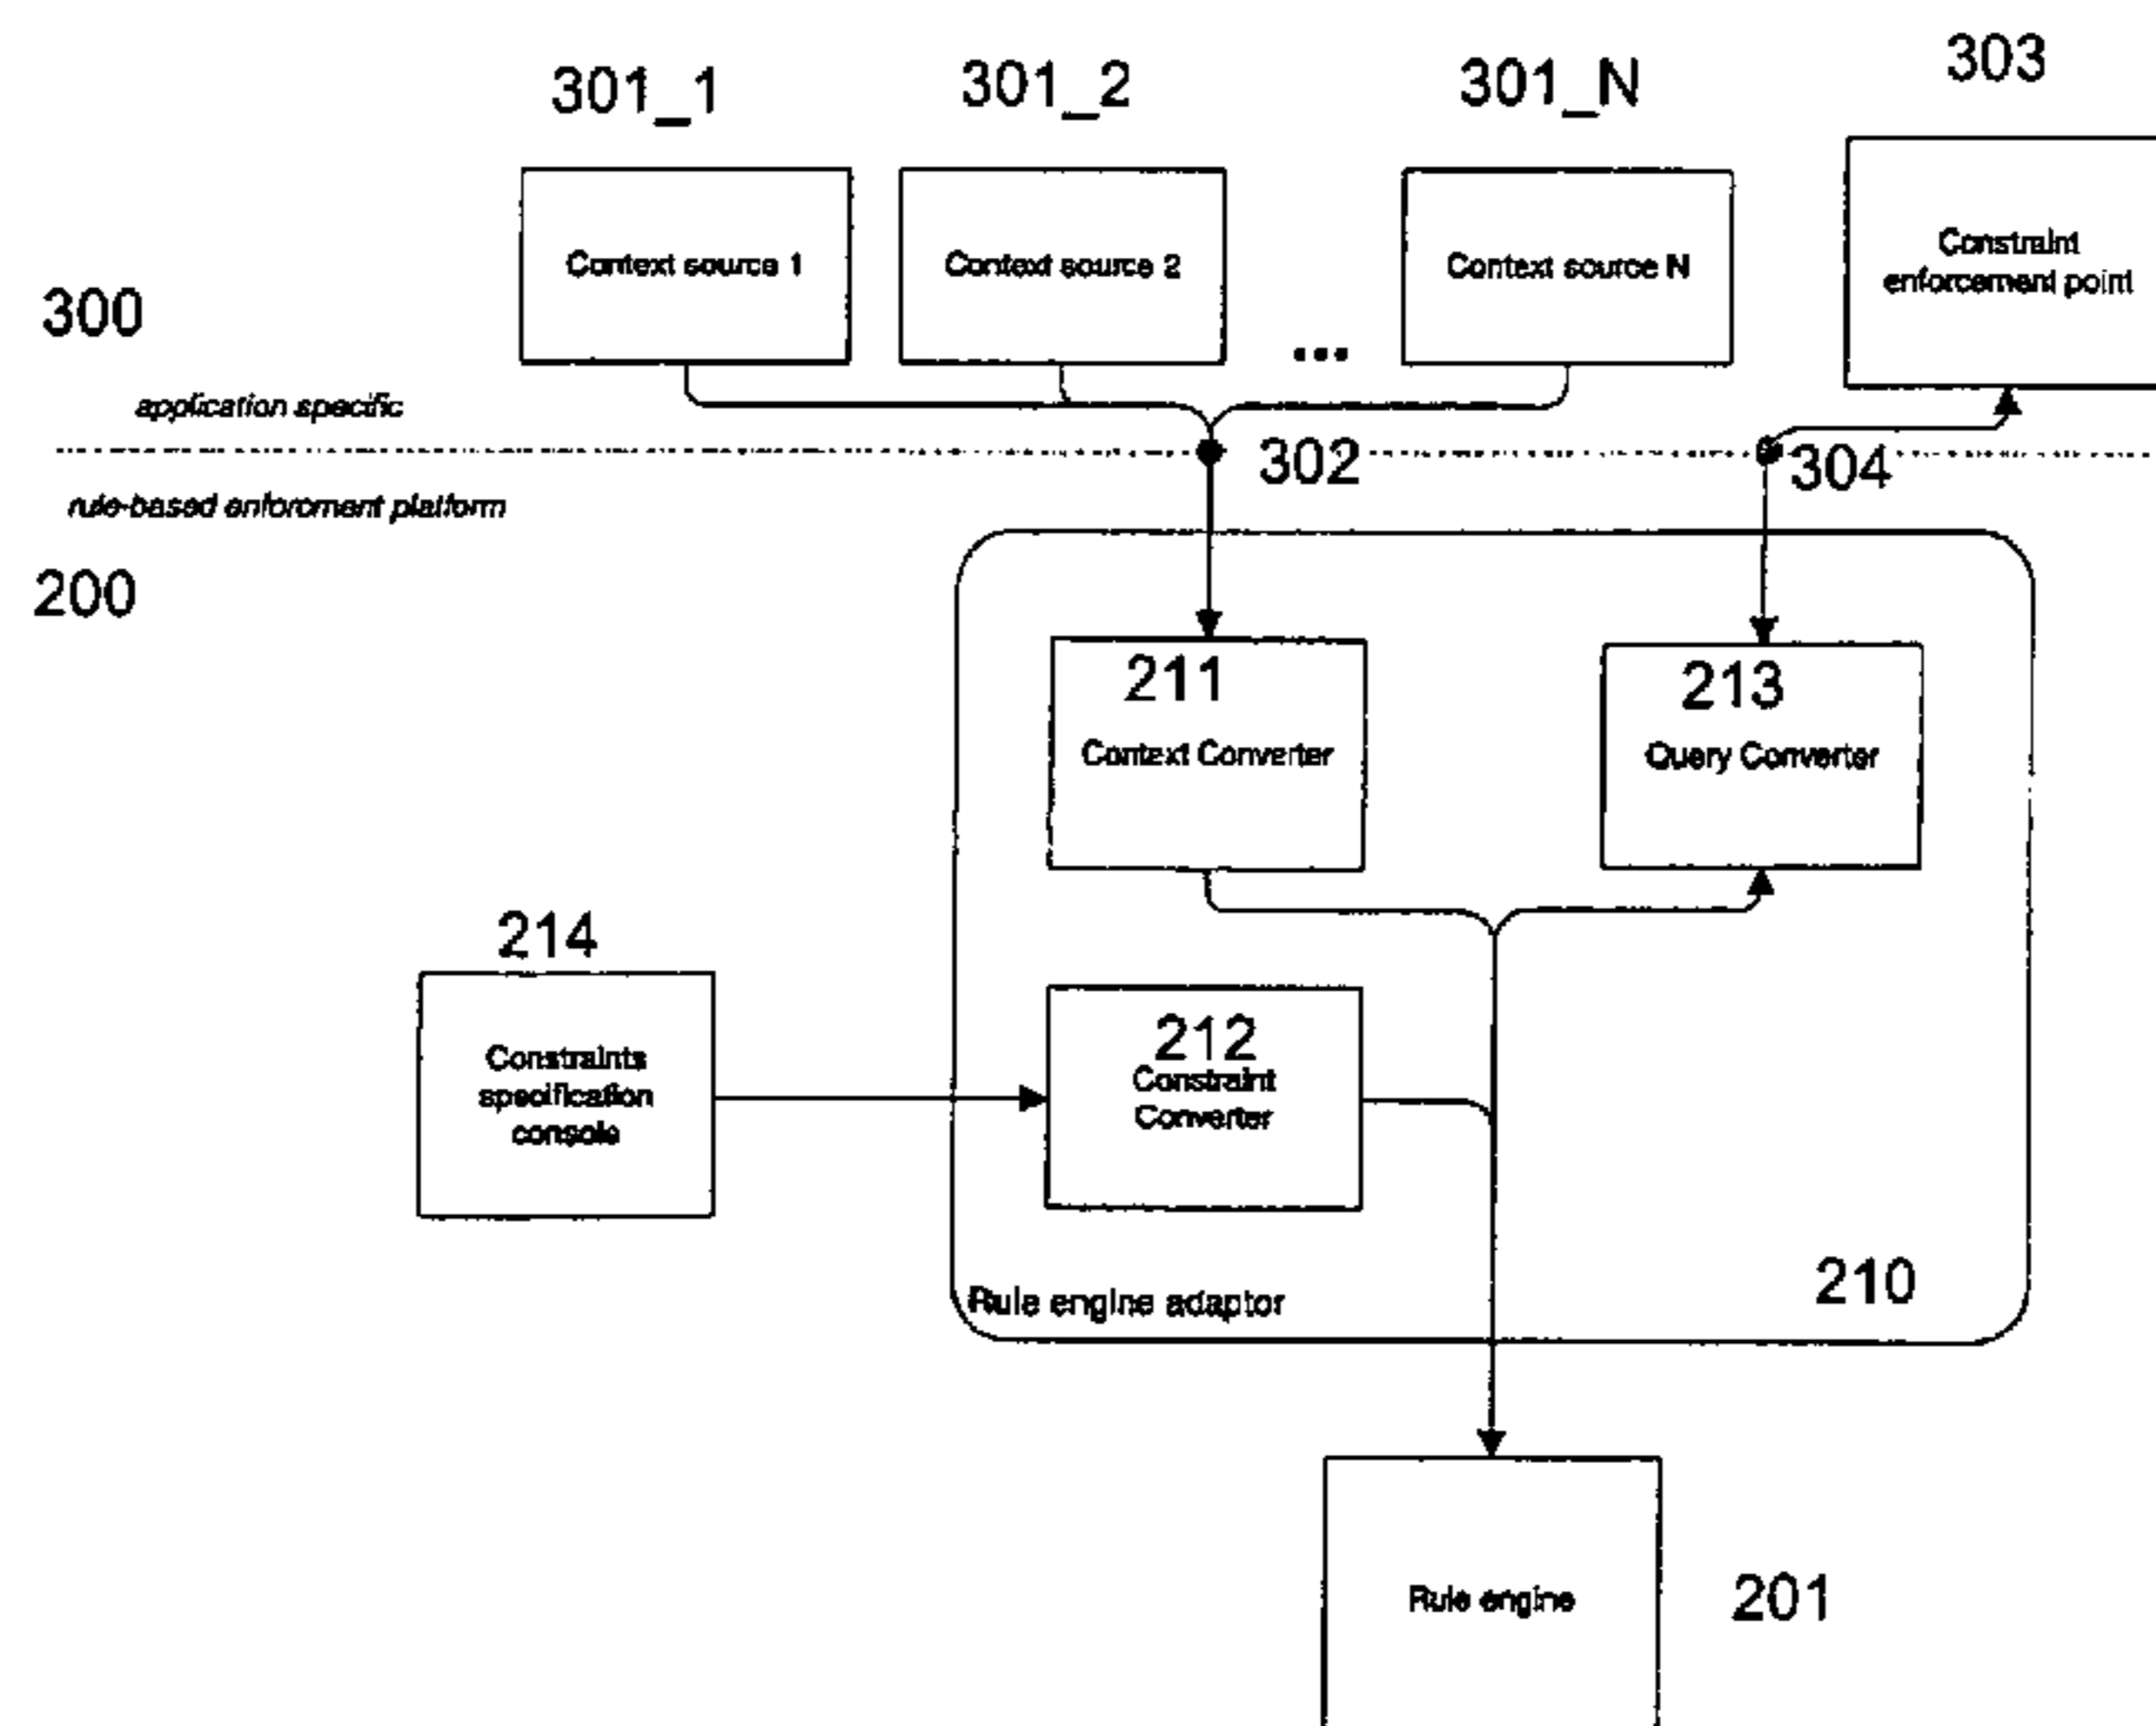 301_1
301_2
301_N
303
Context source 1
Context source 2
...
Context source N
Constraint
enforcement point
300
application specific
302
304
rule-based enforcment platform
200
211
Context Converter
213
Query Converter
214
Constraints
specification
console
212
Constraint
Converter
Rule engine adaptor
210
Rule engine
201